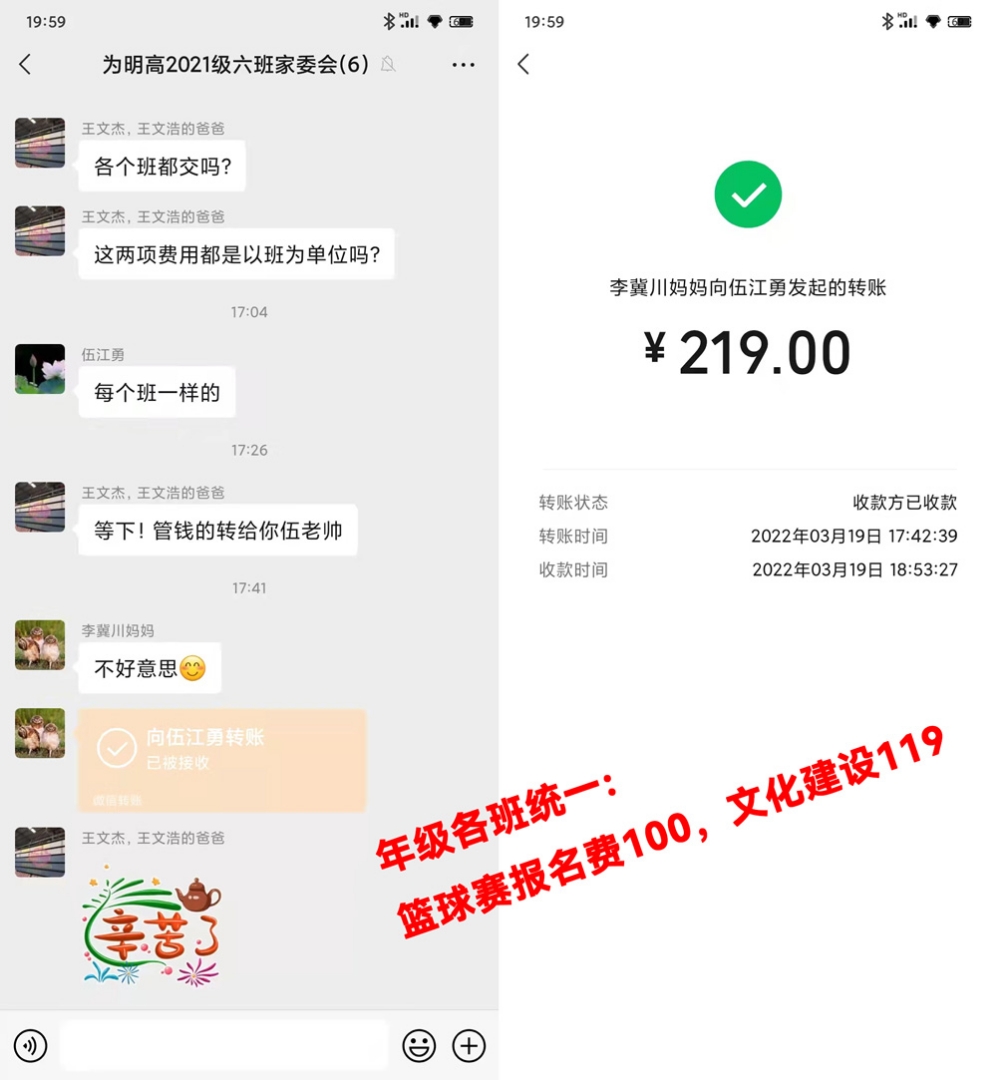 19:59
为明高2021级六班家委会(6)
王文杰，王文浩的爸爸
各个班都交吗？
王文杰，王文浩的爸爸
这两项费用都是以班为单位吗？
17:04
伍江勇
每个班一样的
17:26
王文杰，王文浩的爸爸
等下！管钱的转给你伍老帅
17:41
李冀川妈妈
不好意思😊
向伍江勇转账
已被接收
微信转账
王文杰，王文浩的爸爸
辛苦了
19:59
李冀川妈妈向伍江勇发起的转账
¥219.00
转账状态 收款方已收款
转账时间 2022年03月19日 17:42:39
收款时间 2022年03月19日 18:53:27
年级各班统一：
篮球赛报名费100，文化建设119